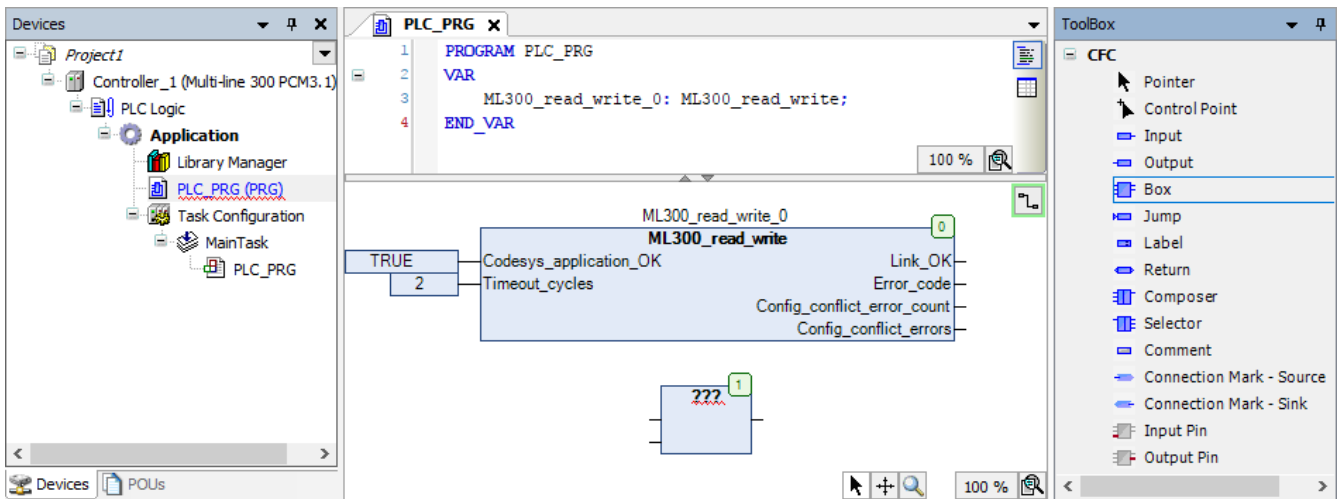 Devices
Project1
Controller_1 (Multi-line 300 PCM3.1)
PLC Logic
Application
Library Manager
PLC_PRG (PRG)
Task Configuration
MainTask
PLC_PRG
Devices
POUs
PLC_PRG
1 PROGRAM PLC_PRG
2 VAR
3 ML300_read_write_0: ML300_read_write;
4 END_VAR
100 %
ML300_read_write_0
0
ML300_read_write
TRUE
Codesys_application_OK
Link_OK
2
Timeout_cycles
Error_code
Config_conflict_error_count
Config_conflict_errors
1
???
100 %
ToolBox
CFC
Pointer
Control Point
Input
Output
Box
Jump
Label
Return
Composer
Selector
Comment
Connection Mark - Source
Connection Mark - Sink
Input Pin
Output Pin